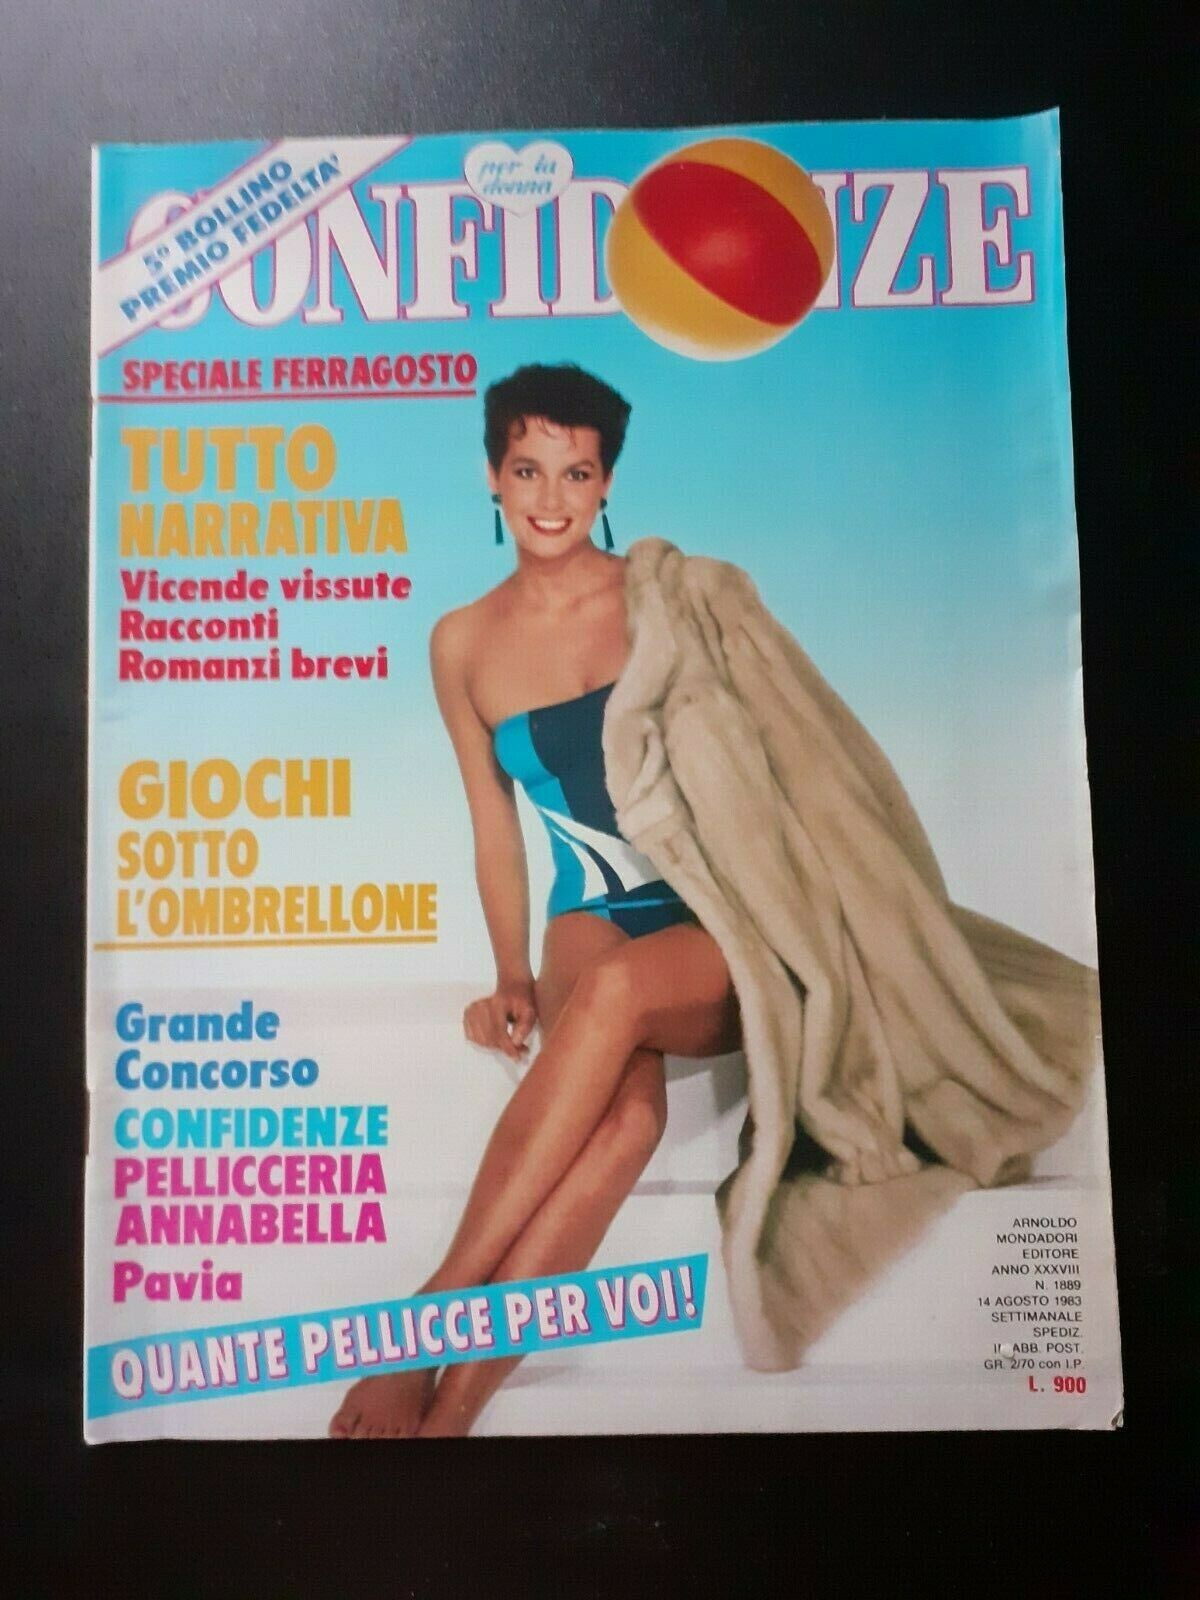 5° BOLLINO
PREMIO FEDELTA'
per la
donna
CONFIDENZE
SPECIALE FERRAGOSTO
TUTTO
NARRATIVA
Vicende vissute
Racconti
Romanzi brevi
GIOCHI
SOTTO
L'OMBRELLONE
Grande
Concorso
CONFIDENZE
PELLICCERIA
ANNABELLA
Pavia
QUANTE PELLICCE PER VOI!
ARNOLDO
MONDADORI
EDITORE
ANNO XXXVIII
N. 1889
14 AGOSTO 1983
SETTIMANALE
SPEDIZ.
ABB. POST.
GR. 2/70 con I.P.
L. 900